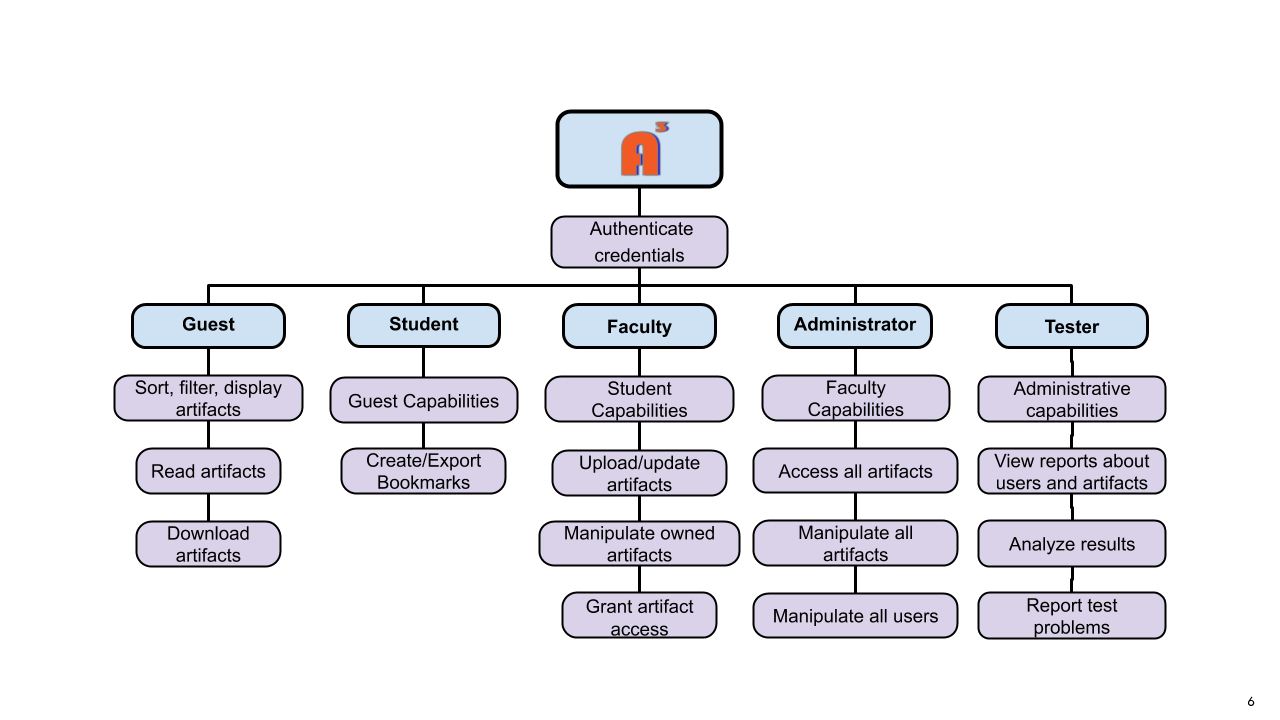 A³
Authenticate
credentials
Guest
Student
Faculty
Administrator
Tester
Sort, filter, display
artifacts
Read artifacts
Download
artifacts
Guest Capabilities
Create/Export
Bookmarks
Student
Capabilities
Upload/update
artifacts
Manipulate owned
artifacts
Grant artifact
access
Faculty
Capabilities
Access all artifacts
Manipulate all
artifacts
Manipulate all users
Administrative
capabilities
View reports about
users and artifacts
Analyze results
Report test
problems
6